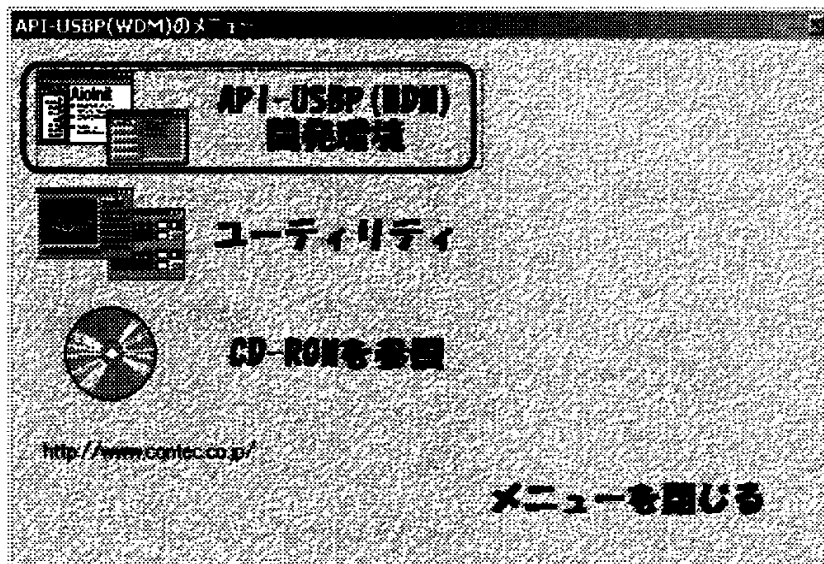 API-USBP(WDM)のメニュー
AioInit
API-USBP(WDM)
開発環境
ユーティリティ
CD-ROMを参照
http://www.contec.co.jp/
メニューを閉じる